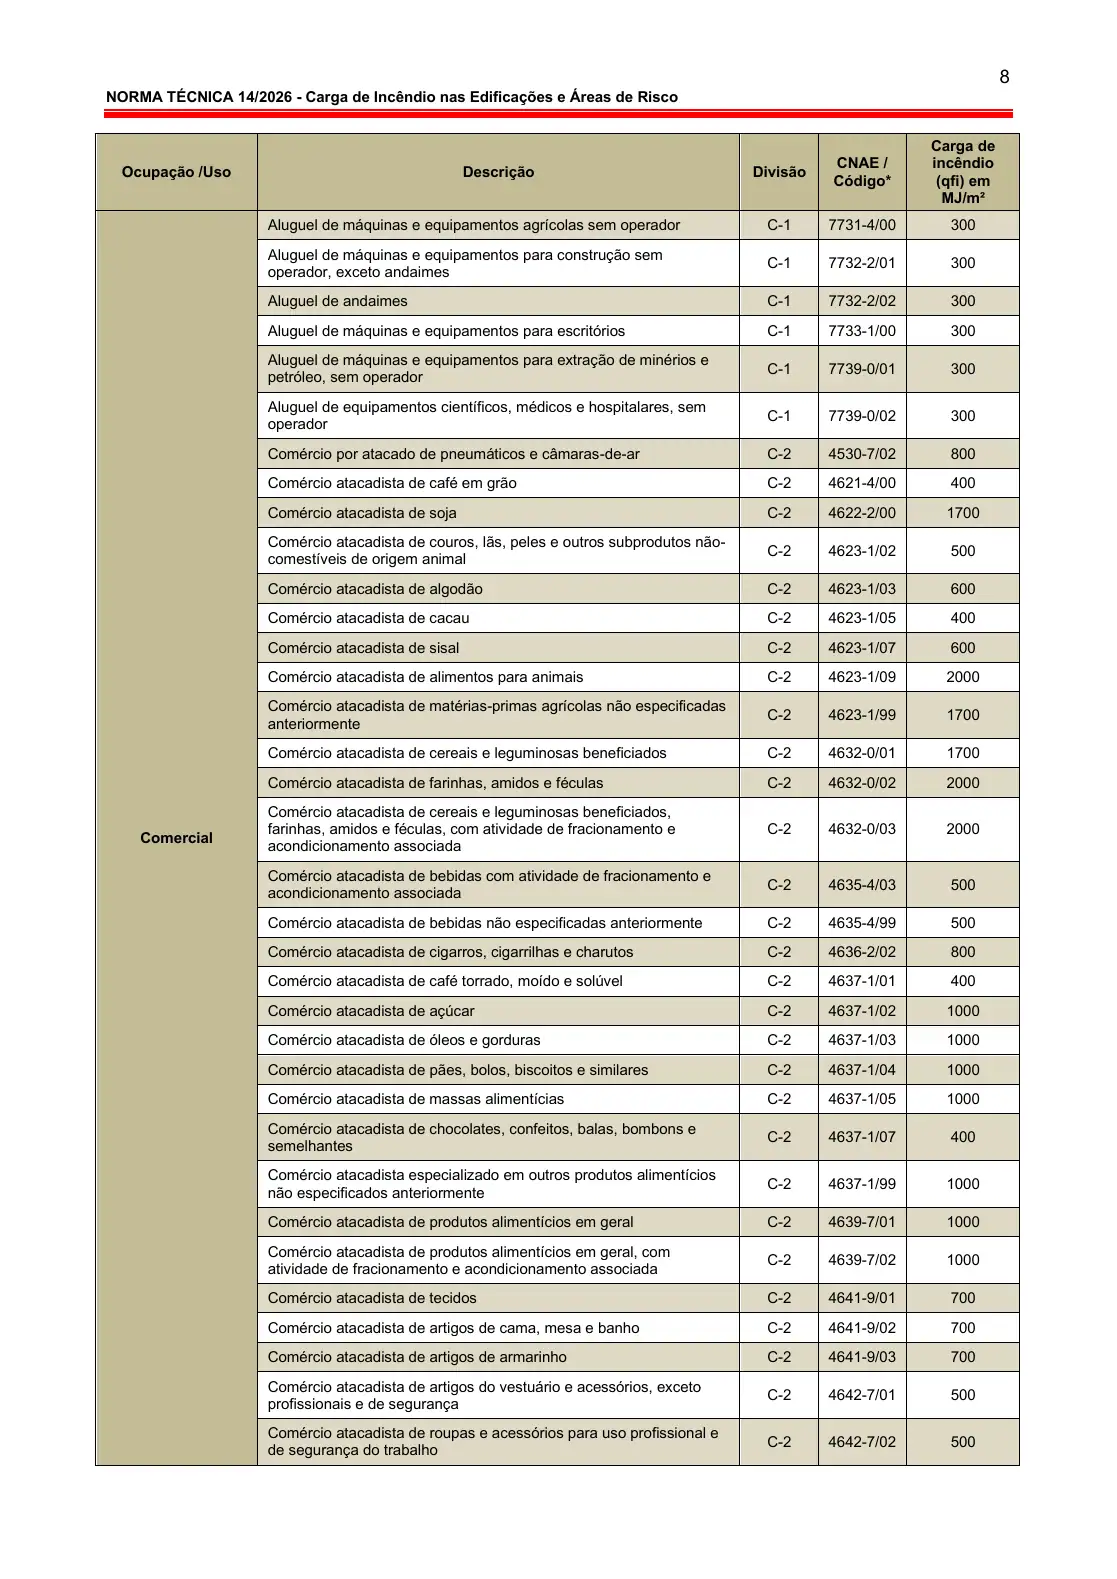 8
NORMA TÉCNICA 14/2026 - Carga de Incêndio nas Edificações e Áreas de Risco
Ocupação /Uso Descrição Divisão CNAE / Código* Carga de incêndio (qfi) em MJ/m²
Comercial
Aluguel de máquinas e equipamentos agrícolas sem operador C-1 7731-4/00 300
Aluguel de máquinas e equipamentos para construção sem
operador, exceto andaimes C-1 7732-2/01 300
Aluguel de andaimes C-1 7732-2/02 300
Aluguel de máquinas e equipamentos para escritórios C-1 7733-1/00 300
Aluguel de máquinas e equipamentos para extração de minérios e
petróleo, sem operador C-1 7739-0/01 300
Aluguel de equipamentos científicos, médicos e hospitalares, sem
operador C-1 7739-0/02 300
Comércio por atacado de pneumáticos e câmaras-de-ar C-2 4530-7/02 800
Comércio atacadista de café em grão C-2 4621-4/00 400
Comércio atacadista de soja C-2 4622-2/00 1700
Comércio atacadista de couros, lãs, peles e outros subprodutos não-
comestíveis de origem animal C-2 4623-1/02 500
Comércio atacadista de algodão C-2 4623-1/03 600
Comércio atacadista de cacau C-2 4623-1/05 400
Comércio atacadista de sisal C-2 4623-1/07 600
Comércio atacadista de alimentos para animais C-2 4623-1/09 2000
Comércio atacadista de matérias-primas agrícolas não especificadas
anteriormente C-2 4623-1/99 1700
Comércio atacadista de cereais e leguminosas beneficiados C-2 4632-0/01 1700
Comércio atacadista de farinhas, amidos e féculas C-2 4632-0/02 2000
Comércio atacadista de cereais e leguminosas beneficiados,
farinhas, amidos e féculas, com atividade de fracionamento e
acondicionamento associada C-2 4632-0/03 2000
Comércio atacadista de bebidas com atividade de fracionamento e
acondicionamento associada C-2 4635-4/03 500
Comércio atacadista de bebidas não especificadas anteriormente C-2 4635-4/99 500
Comércio atacadista de cigarros, cigarrilhas e charutos C-2 4636-2/02 800
Comércio atacadista de café torrado, moído e solúvel C-2 4637-1/01 400
Comércio atacadista de açúcar C-2 4637-1/02 1000
Comércio atacadista de óleos e gorduras C-2 4637-1/03 1000
Comércio atacadista de pães, bolos, biscoitos e similares C-2 4637-1/04 1000
Comércio atacadista de massas alimentícias C-2 4637-1/05 1000
Comércio atacadista de chocolates, confeitos, balas, bombons e
semelhantes C-2 4637-1/07 400
Comércio atacadista especializado em outros produtos alimentícios
não especificados anteriormente C-2 4637-1/99 1000
Comércio atacadista de produtos alimentícios em geral C-2 4639-7/01 1000
Comércio atacadista de produtos alimentícios em geral, com
atividade de fracionamento e acondicionamento associada C-2 4639-7/02 1000
Comércio atacadista de tecidos C-2 4641-9/01 700
Comércio atacadista de artigos de cama, mesa e banho C-2 4641-9/02 700
Comércio atacadista de artigos de armarinho C-2 4641-9/03 700
Comércio atacadista de artigos do vestuário e acessórios, exceto
profissionais e de segurança C-2 4642-7/01 500
Comércio atacadista de roupas e acessórios para uso profissional e
de segurança do trabalho C-2 4642-7/02 500